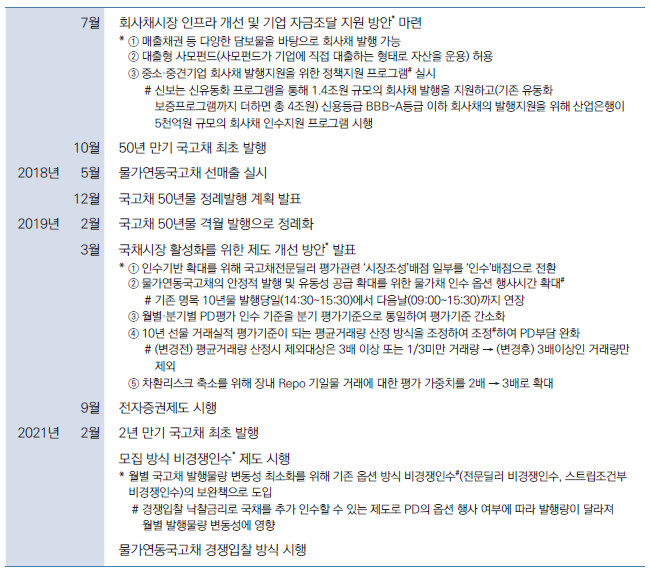 7월 회사채시장 인프라 개선 및 기업 자금조달 지원 방안* 마련
* ① 매출채권 등 다양한 담보물을 바탕으로 회사채 발행 가능
② 대출형 사모펀드(사모펀드가 기업에 직접 대출하는 형태로 자산을 운용) 허용
③ 중소·중견기업 회사채 발행지원을 위한 정책지원 프로그램# 실시
# 신보는 신유동화 프로그램을 통해 1.4조원 규모의 회사채 발행을 지원하고(기존 유동화
보증프로그램까지 더하면 총 4조원) 신용등급 BBB~A등급 이하 회사채의 발행지원을 위해 산업은행이
5천억원 규모의 회사채 인수지원 프로그램 시행
10월 50년 만기 국고채 최초 발행
2018년 5월 물가연동국고채 선매출 실시
12월 국고채 50년물 정례발행 계획 발표
2019년 2월 국고채 50년물 격월 발행으로 정례화
3월 국채시장 활성화를 위한 제도 개선 방안* 발표
* ① 인수기반 확대를 위해 국고채전문딜러 평가관련 '시장조성'배점 일부를 '인수'배점으로 전환
② 물가연동국고채의 안정적 발행 및 유동성 공급 확대를 위한 물가채 인수 옵션 행사시간 확대#
# 기존 명목 10년물 발행당일(14:30~15:30)에서 다음날(09:00~15:30)까지 연장
③ 월별·분기별 PD평가 인수 기준을 분기 평가기준으로 통일하여 평가기준 간소화
④ 10년 선물 거래실적 평가기준이 되는 평균거래량 산정 방식을 조정하여 조정#하여 PD부담 완화
# (변경전) 평균거래량 산정시 제외대상은 3배 이상 또는 1/3미만 거래량 → (변경후) 3배이상인 거래량만
제외
⑤ 차환리스크 축소를 위해 장내 Repo 기일물 거래에 대한 평가 가중치를 2배 → 3배로 확대
9월 전자증권제도 시행
2021년 2월 2년 만기 국고채 최초 발행
모집 방식 비경쟁인수* 제도 시행
* 월별 국고채 발행물량 변동성 최소화를 위해 기존 옵션 방식 비경쟁인수#(전문딜러 비경쟁인수, 스트립조건부
비경쟁인수)의 보완책으로 도입
# 경쟁입찰 낙찰금리로 국채를 추가 인수할 수 있는 제도로 PD의 옵션 행사 여부에 따라 발행량이 달라져
월별 발행물량 변동성에 영향
물가연동국고채 경쟁입찰 방식 시행